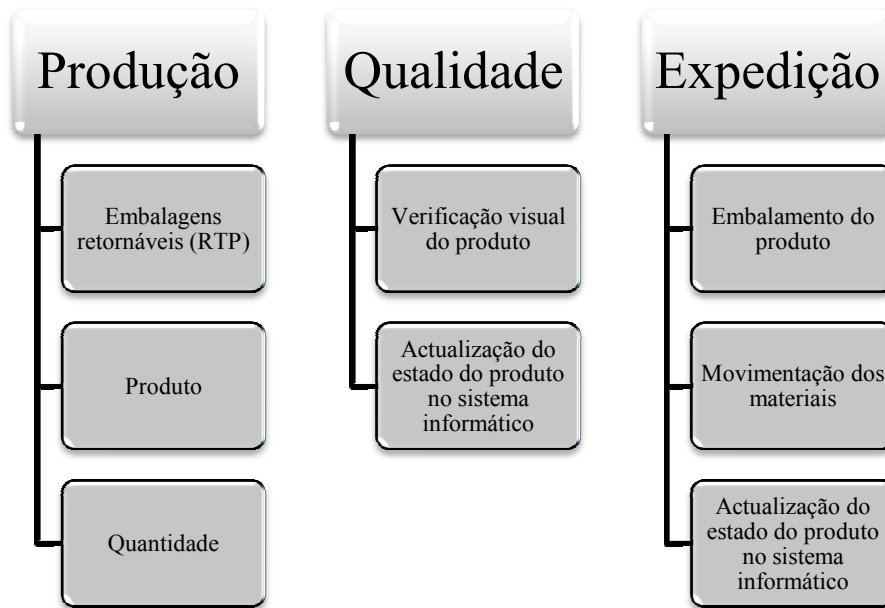 Produção
Embalagens
retornáveis (RTP)
Produto
Quantidade
Qualidade
Verificação visual
do produto
Actualização do
estado do produto
no sistema
informático
Expedição
Embalamento do
produto
Movimentação dos
materiais
Actualização do
estado do produto
no sistema
informático